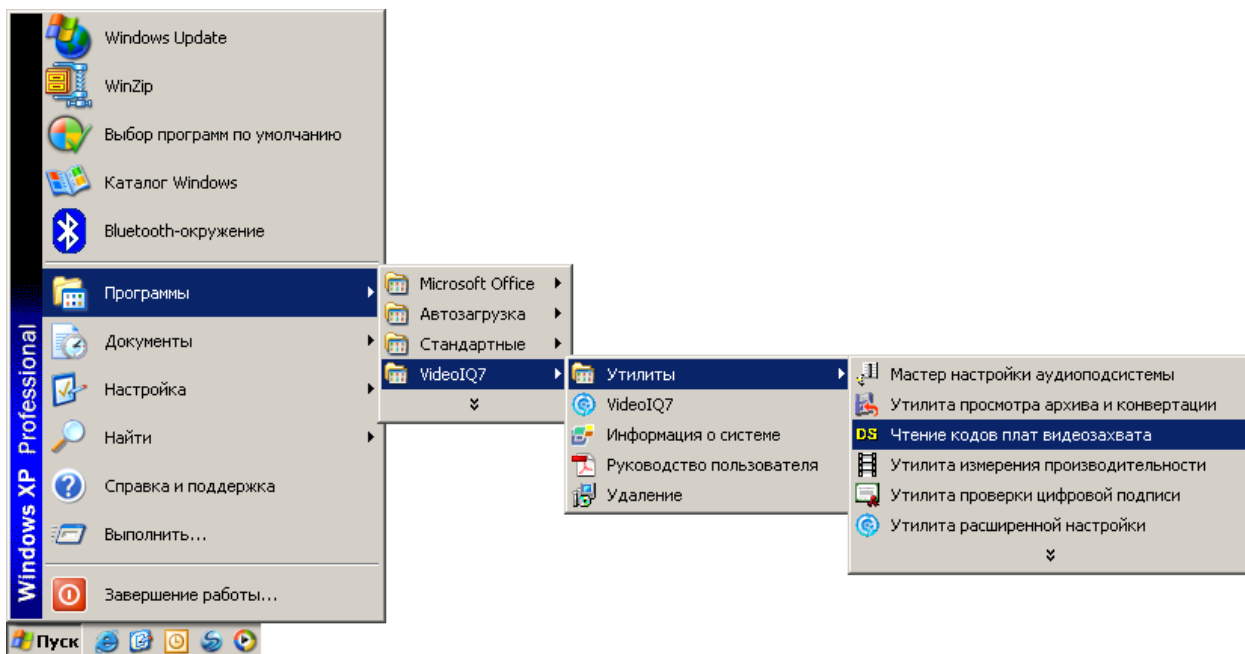 Windows Update
WinZip
Выбор программ по умолчанию
Каталог Windows
Bluetooth-окружение
Программы
Документы
Настройка
Найти
Справка и поддержка
Выполнить...
Завершение работы...
Windows XP Professional
Пуск
Microsoft Office
Автозагрузка
Стандартные
VideoIQ7
Утилиты
VideoIQ7
Информация о системе
Руководство пользователя
Удаление
Мастер настройки аудиоподсистемы
Утилита просмотра архива и конвертации
DS Чтение кодов плат видеозахвата
Утилита измерения производительности
Утилита проверки цифровой подписи
Утилита расширенной настройки